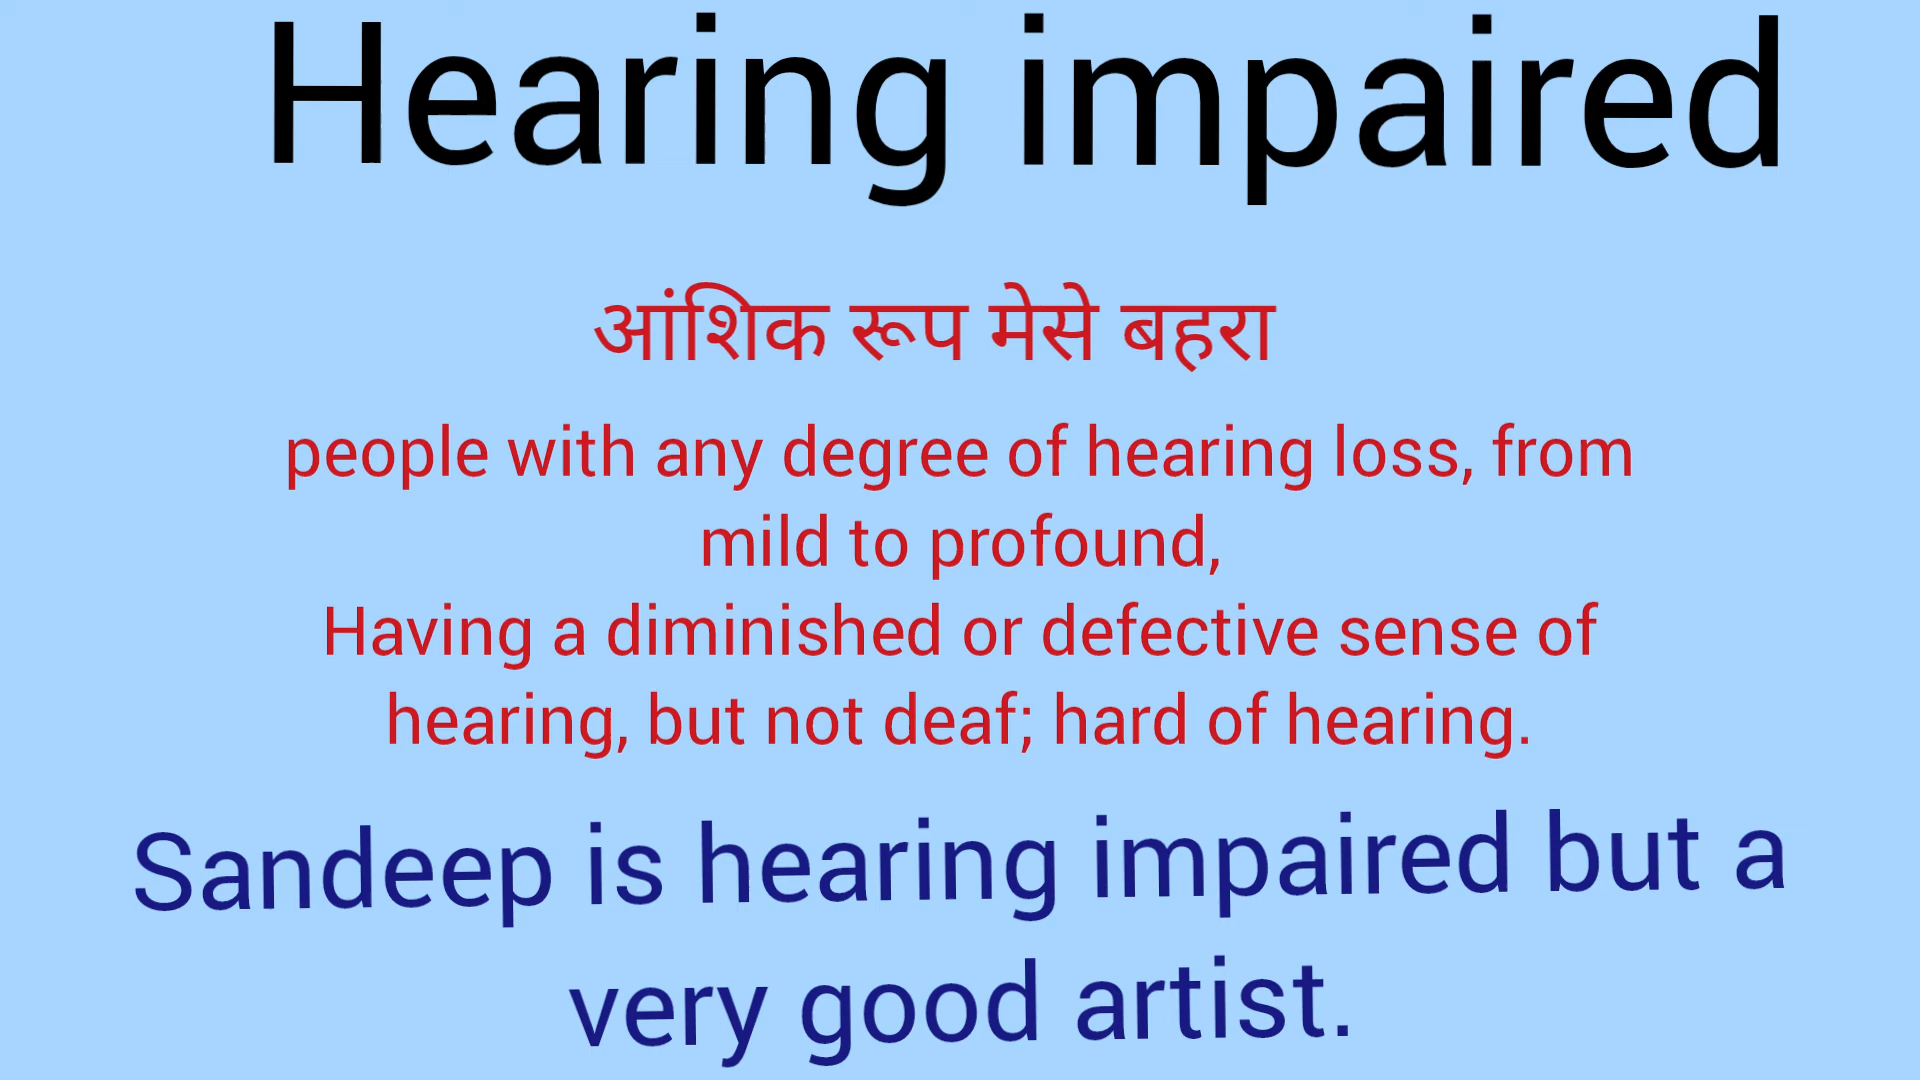 Hearing impaired
आंशिक रूप मेसे बहरा
people with any degree of hearing loss, from
mild to profound,
Having a diminished or defective sense of
hearing, but not deaf; hard of hearing.
Sandeep is hearing impaired but a
very good artist.